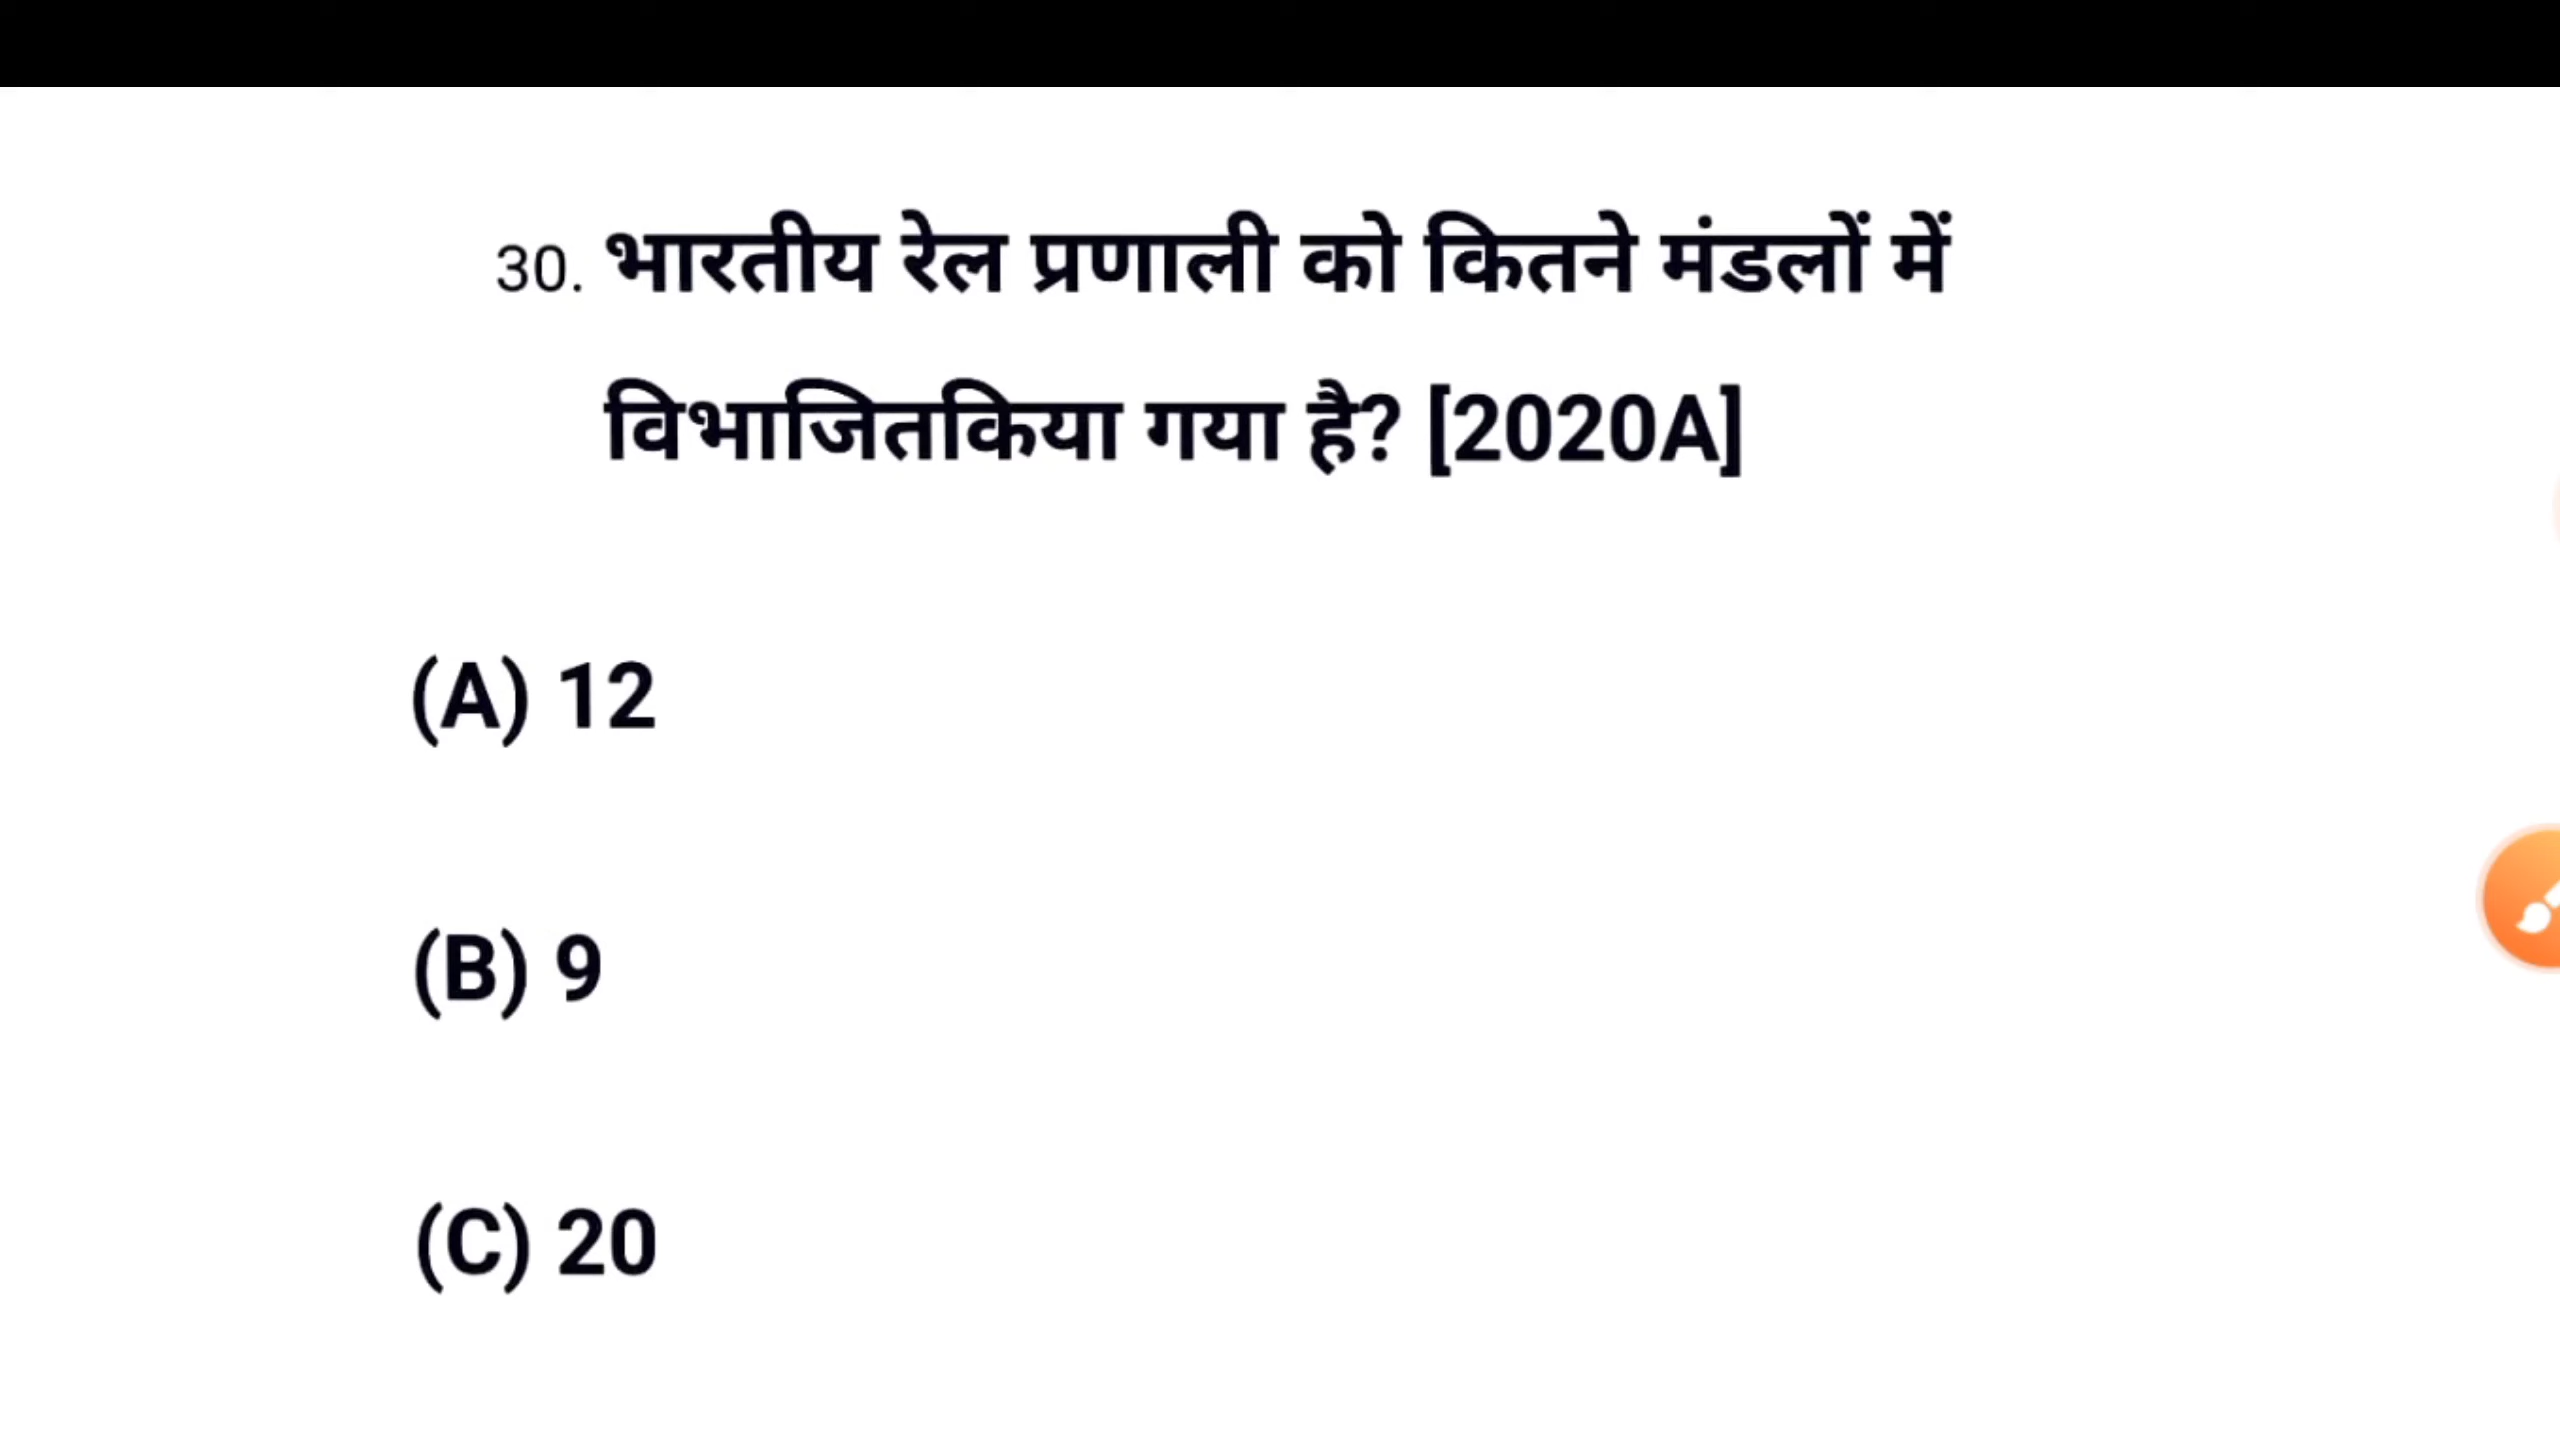 30. भारतीय रेल प्रणाली को कितने मंडलों में
विभाजितकिया गया है? [2020A]
(A) 12
(B) 9
(C) 20